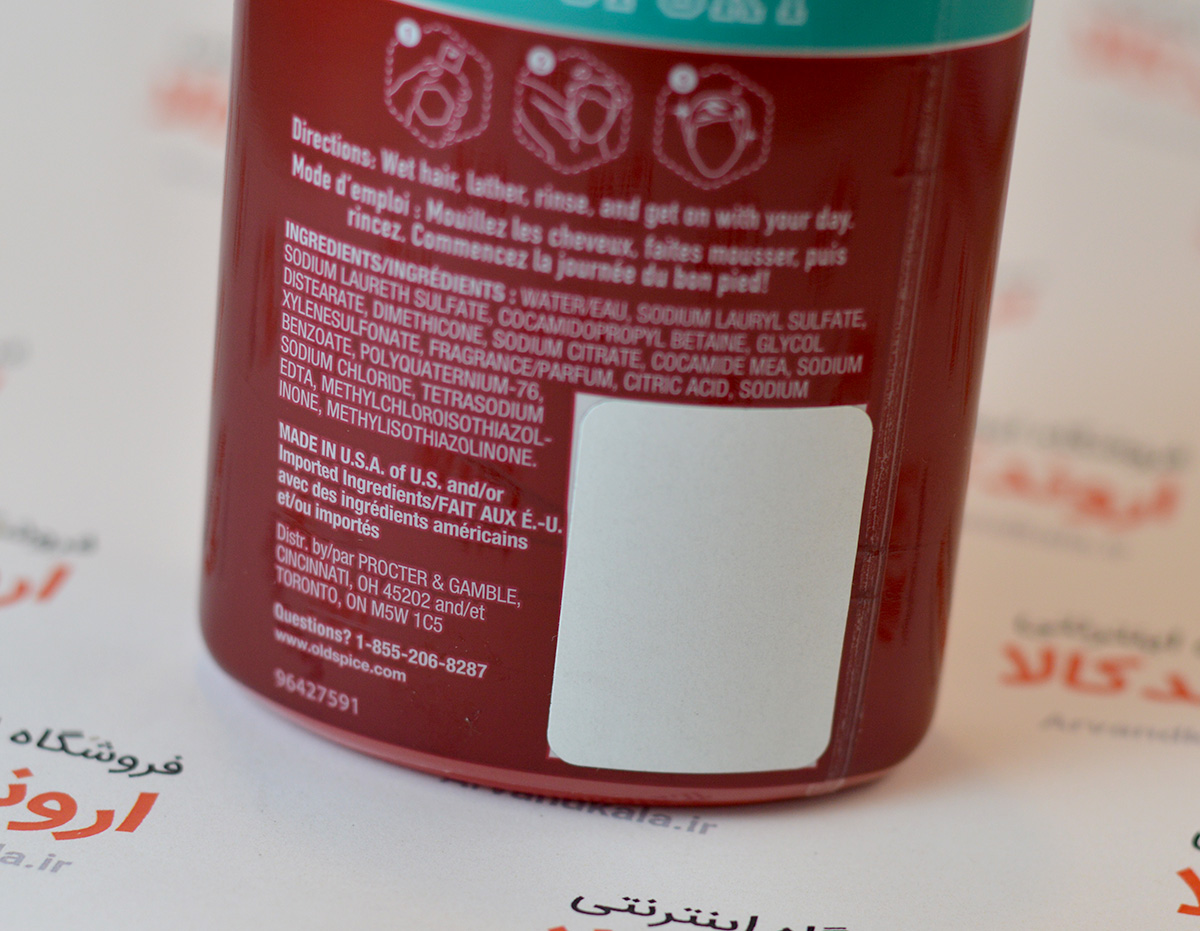 SPORT
1
2
3
Directions: Wet hair, lather, rinse, and get on with your day.
Mode d'emploi : Mouillez les cheveux, faites mousser, puis
rincez. Commencez la journée du bon pied!
INGREDIENTS/INGRÉDIENTS : WATER/EAU, SODIUM LAURYL SULFATE,
SODIUM LAURETH SULFATE, COCAMIDOPROPYL BETAINE, GLYCOL
DISTEARATE, DIMETHICONE, SODIUM CITRATE, COCAMIDE MEA, SODIUM
XYLENESULFONATE, FRAGRANCE/PARFUM, CITRIC ACID, SODIUM
BENZOATE, POLYQUATERNIUM-76,
SODIUM CHLORIDE, TETRASODIUM
EDTA, METHYLCHLOROISOTHIAZOL-
INONE, METHYLISOTHIAZOLINONE.
MADE IN U.S.A. of U.S. and/or
Imported Ingredients/FAIT AUX É.-U.
avec des ingrédients américains
et/ou importés
Distr. by/par PROCTER & GAMBLE,
CINCINNATI, OH 45202 and/et
TORONTO, ON M5W 1C5
Questions? 1-855-206-8287
www.oldspice.com
96427591
فروشگاه
Arvandkala.ir
اینترنتی